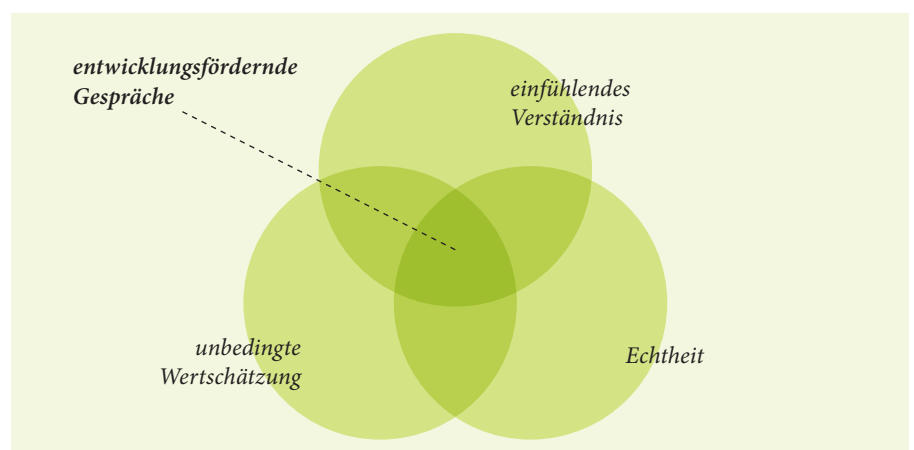 entwicklungsfördernde
Gespräche
einfühlendes
Verständnis
unbedingte
Wertschätzung
Echtheit